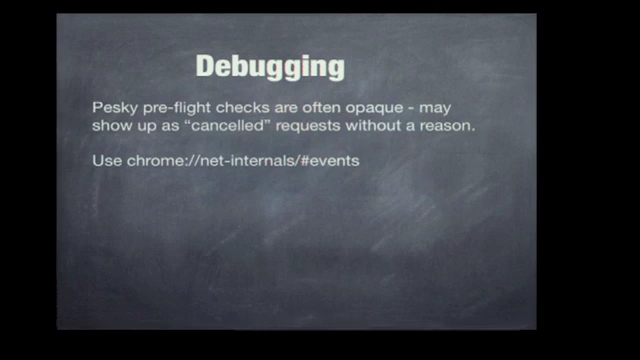 Debugging
Pesky pre-flight checks are often opaque - may
show up as “cancelled” requests without a reason.
Use chrome://net-internals/#events